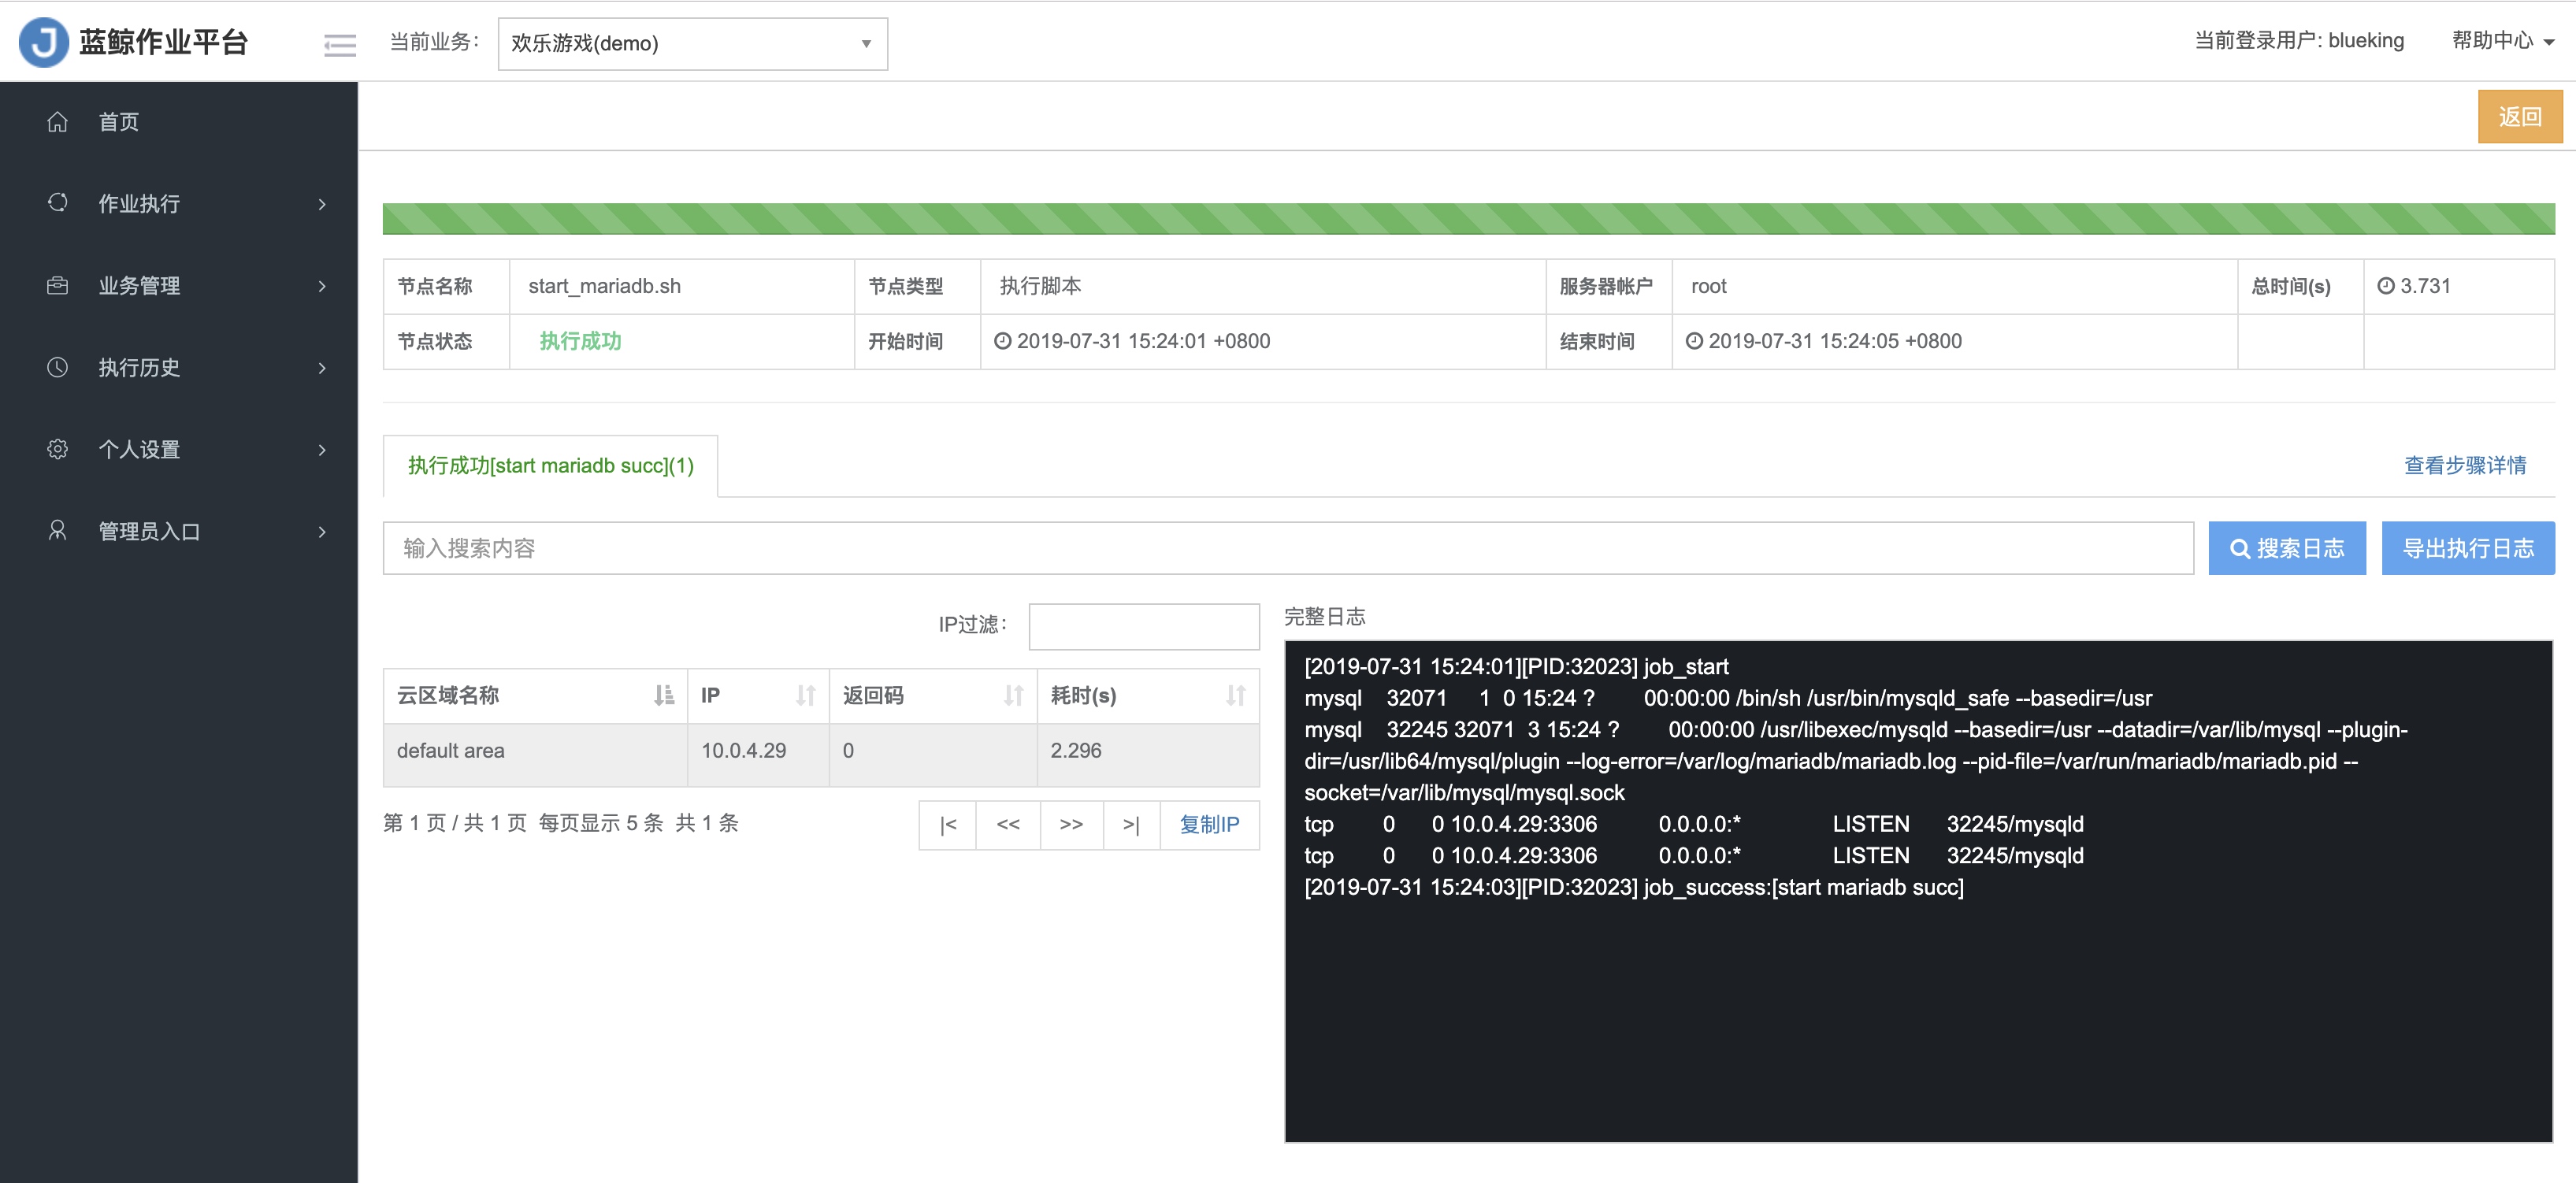 蓝鲸作业平台
当前业务：
欢乐游戏(demo)
当前登录用户: blueking
帮助中心
首页
作业执行
业务管理
执行历史
个人设置
管理员入口
返回
节点名称 start_mariadb.sh 节点类型 执行脚本 服务器帐户 root 总时间(s) 3.731
节点状态 执行成功 开始时间 2019-07-31 15:24:01 +0800 结束时间 2019-07-31 15:24:05 +0800
执行成功[start mariadb succ](1)
查看步骤详情
输入搜索内容
搜索日志
导出执行日志
IP过滤：
云区域名称 IP 返回码 耗时(s)
default area 10.0.4.29 0 2.296
第 1 页 / 共 1 页 每页显示 5 条 共 1 条
|< << >> >| 复制IP
完整日志
[2019-07-31 15:24:01][PID:32023] job_start
mysql 32071 1 0 15:24 ? 00:00:00 /bin/sh /usr/bin/mysqld_safe --basedir=/usr
mysql 32245 32071 3 15:24 ? 00:00:00 /usr/libexec/mysqld --basedir=/usr --datadir=/var/lib/mysql --plugin-
dir=/usr/lib64/mysql/plugin --log-error=/var/log/mariadb/mariadb.log --pid-file=/var/run/mariadb/mariadb.pid --
socket=/var/lib/mysql/mysql.sock
tcp 0 0 10.0.4.29:3306 0.0.0.0:* LISTEN 32245/mysqld
tcp 0 0 10.0.4.29:3306 0.0.0.0:* LISTEN 32245/mysqld
[2019-07-31 15:24:03][PID:32023] job_success:[start mariadb succ]